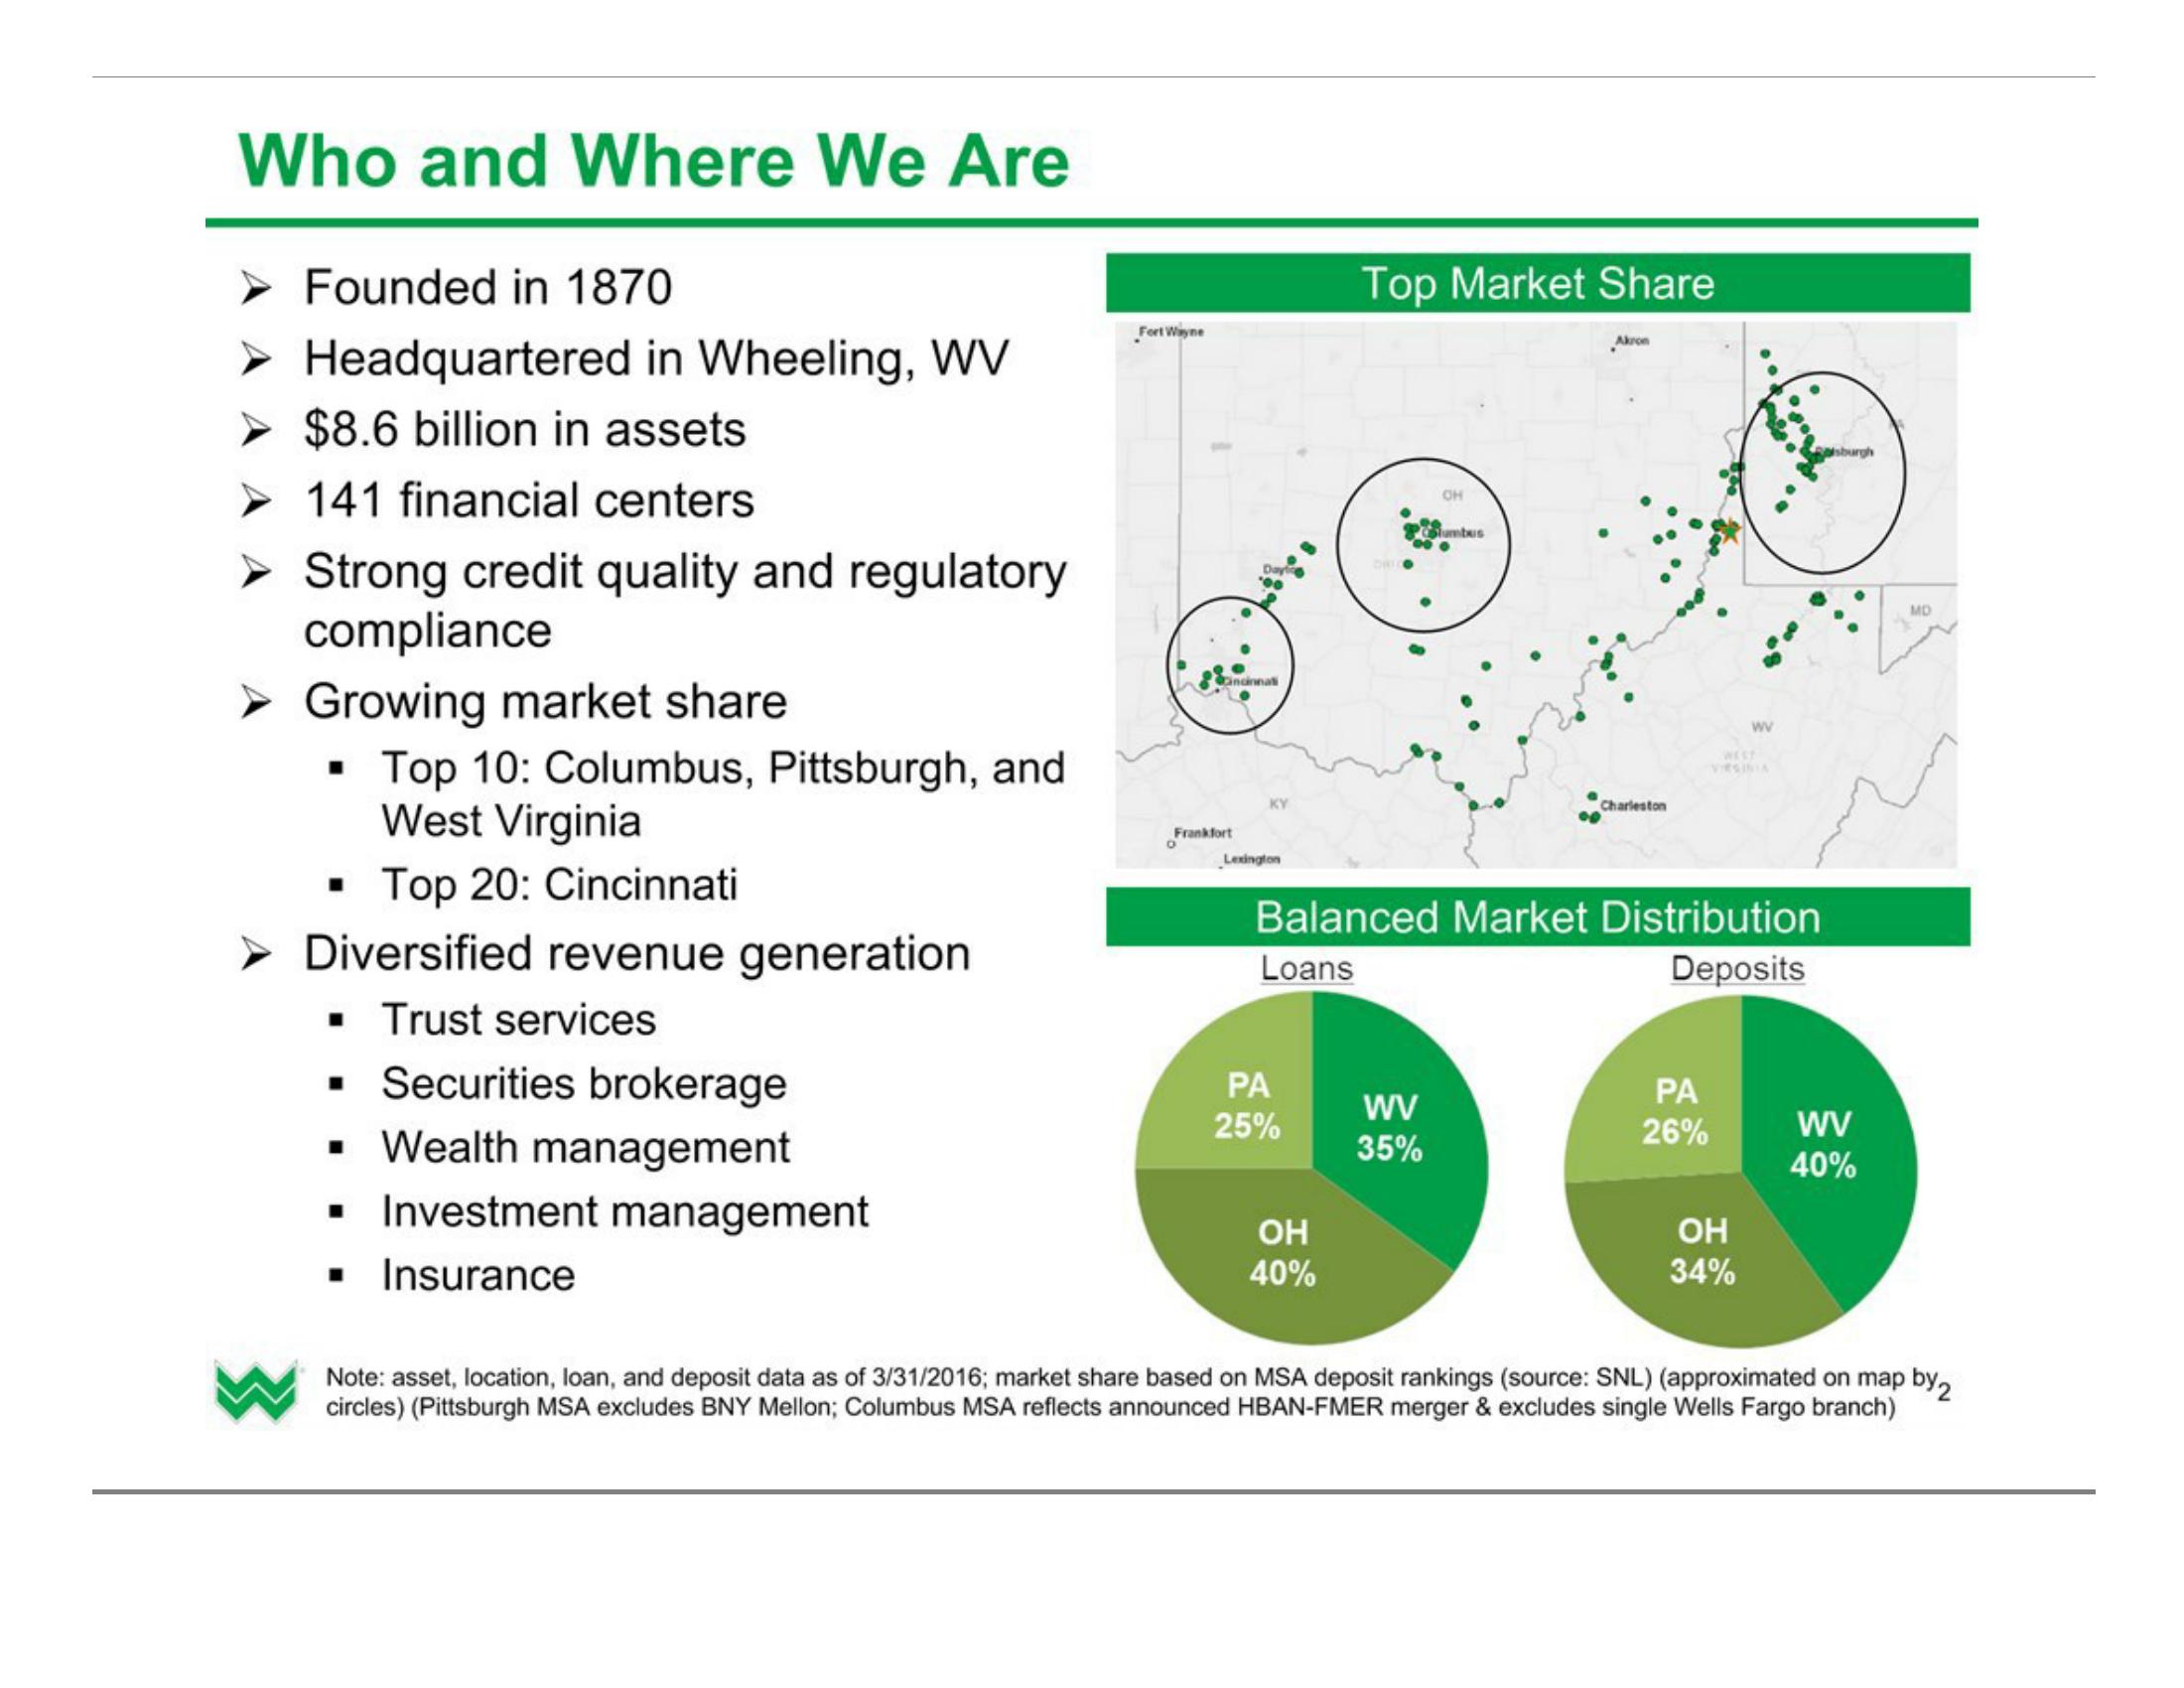 Who and Where We Are
➢ Founded in 1870
➢ Headquartered in Wheeling, WV
➢ $8.6 billion in assets
➢ 141 financial centers
➢ Strong credit quality and regulatory
compliance
➢ Growing market share
▪ Top 10: Columbus, Pittsburgh, and
West Virginia
▪ Top 20: Cincinnati
➢ Diversified revenue generation
▪ Trust services
▪ Securities brokerage
▪ Wealth management
▪ Investment management
▪ Insurance
Top Market Share
Fort Wayne
Akron
PA
Pittsburgh
OH
Columbus
OHIO
Dayton
MD
Cincinnati
WV
WEST
VIRGINIA
KY
Charleston
Frankfort
Lexington
Balanced Market Distribution
Loans
PA
25%
WV
35%
OH
40%
Deposits
PA
26%
WV
40%
OH
34%
Note: asset, location, loan, and deposit data as of 3/31/2016; market share based on MSA deposit rankings (source: SNL) (approximated on map by
circles) (Pittsburgh MSA excludes BNY Mellon; Columbus MSA reflects announced HBAN-FMER merger & excludes single Wells Fargo branch)
2